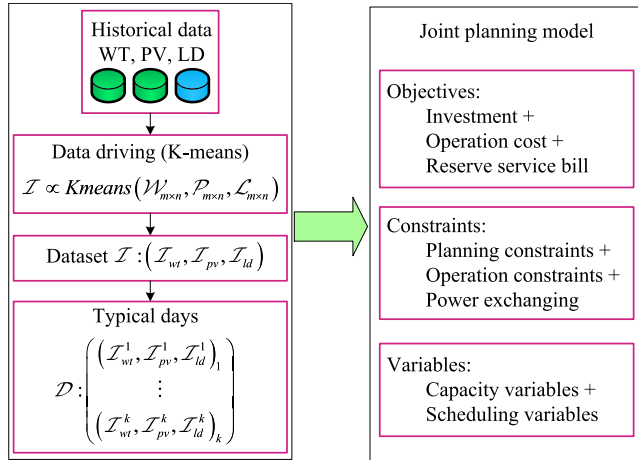 Historical data
WT, PV, LD
Data driving (K-means)
ℐ ∝ Kmeans(𝒲m×n, 𝒫m×n, ℒm×n)
Dataset ℐ : (ℐwt, ℐpv, ℐld)
Typical days
(ℐ¹wt, ℐ¹pv, ℐ¹ld)₁
𝒟 : ⋮
(ℐᵏwt, ℐᵏpv, ℐᵏld)ₖ
Joint planning model
Objectives:
Investment +
Operation cost +
Reserve service bill
Constraints:
Planning constraints +
Operation constraints +
Power exchanging
Variables:
Capacity variables +
Scheduling variables